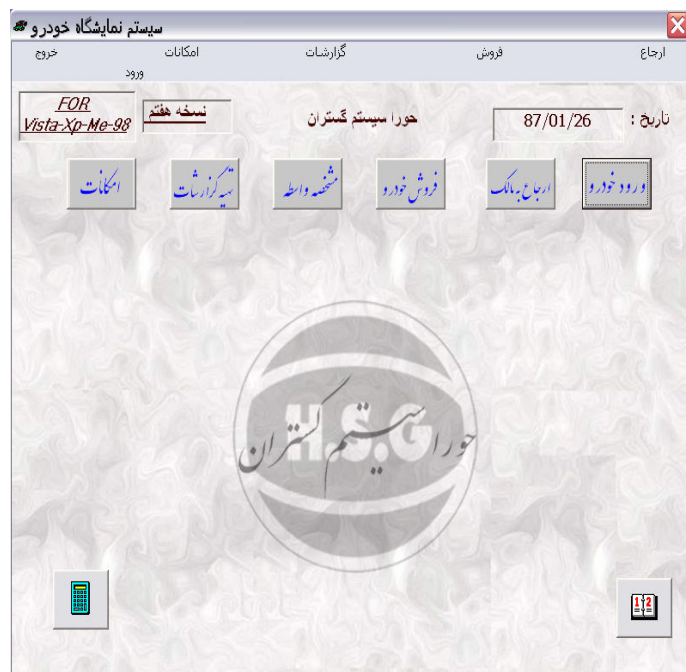 سیستم نمایشگاه خودرو
ارجاع فروش گزارشات امکانات خروج
ورود
تاریخ : 87/01/26 حورا سیستم گستران نسخه هفتم FOR
Vista-Xp-Me-98
ورود خودرو ارجاع به مالک فروش خودرو مشخصه واسطه تهیه گزارشات امکانات
H.S.G
حورا سیستم گستران
1 2